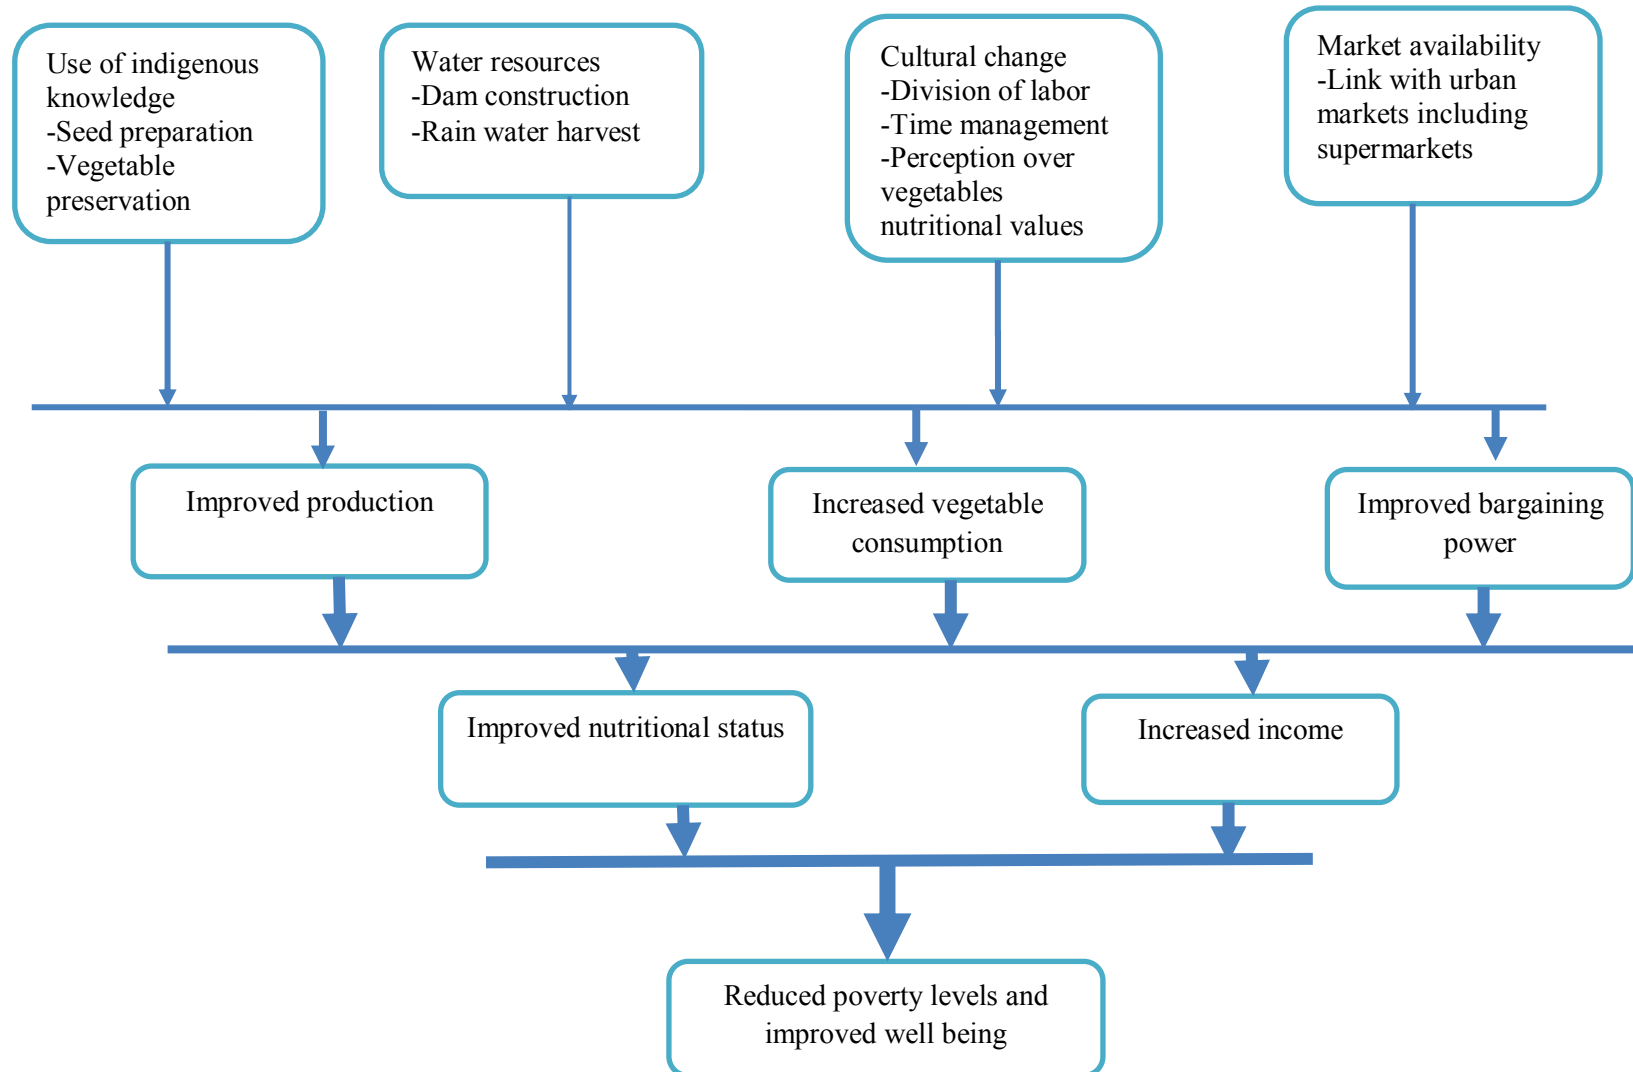 Use of indigenous
knowledge
-Seed preparation
-Vegetable
preservation
Water resources
-Dam construction
-Rain water harvest
Cultural change
-Division of labor
-Time management
-Perception over
vegetables
nutritional values
Market availability
-Link with urban
markets including
supermarkets
Improved production
Increased vegetable
consumption
Improved bargaining
power
Improved nutritional status
Increased income
Reduced poverty levels and
improved well being